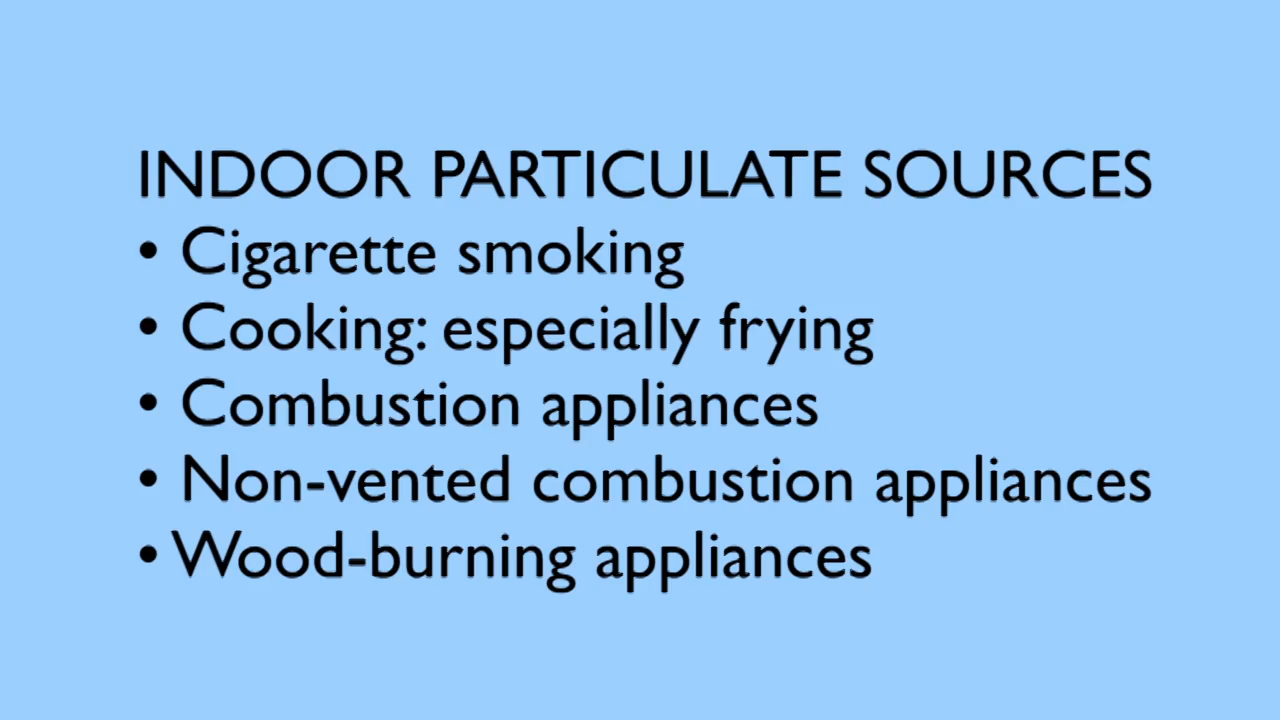 INDOOR PARTICULATE SOURCES
• Cigarette smoking
• Cooking: especially frying
• Combustion appliances
• Non-vented combustion appliances
• Wood-burning appliances